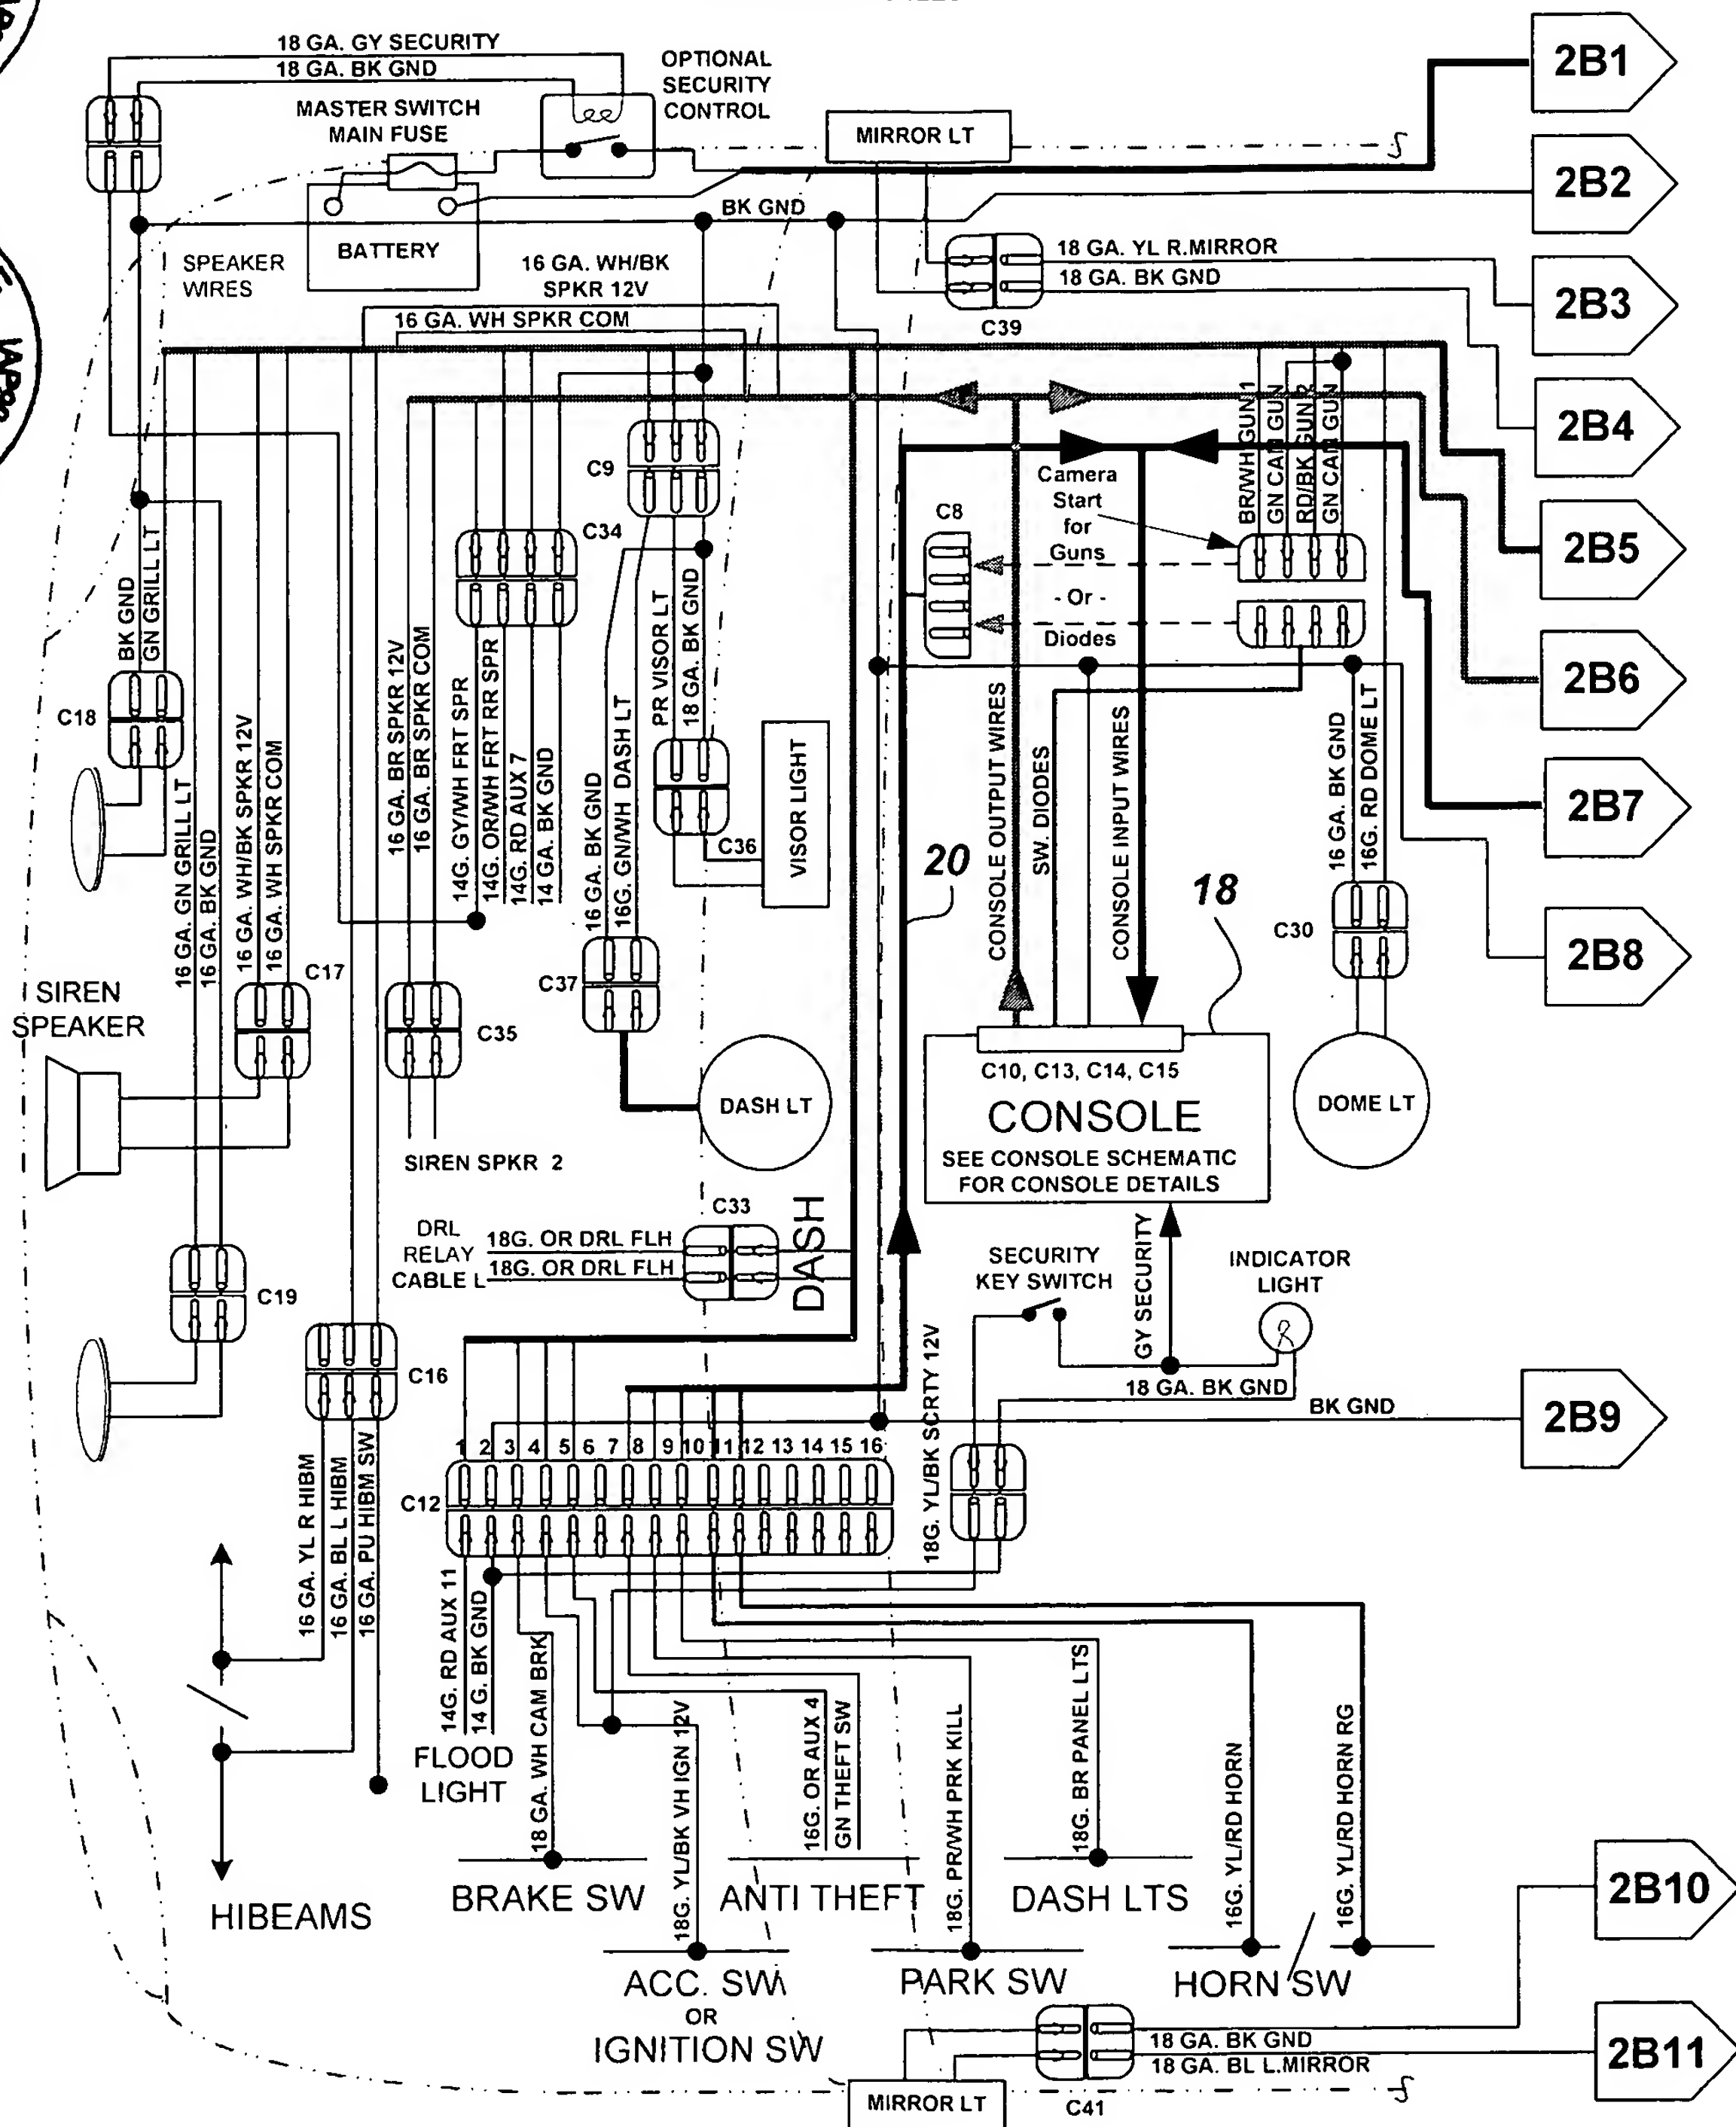 18 GA. GY SECURITY
18 GA. BK GND
OPTIONAL
SECURITY
CONTROL
MASTER SWITCH
MAIN FUSE
MIRROR LT
2B1
2B2
BK GND
BATTERY
SPEAKER
WIRES
16 GA. WH/BK
SPKR 12V
16 GA. WH SPKR COM
18 GA. YL R.MIRROR
18 GA. BK GND
C39
2B3
2B4
2B5
2B6
2B7
2B8
BR/WH GUN 1
GN CAM GUN
RD/BK GUN 2
GN CAM GUN
C9
C34
C8
Camera
Start
for
Guns
- Or -
Diodes
BK GND
GN GRILL LT
C18
16 GA. GN GRILL LT
16 GA. BK GND
16 GA. WH/BK SPKR 12V
16 GA. WH SPKR COM
16 GA. BR SPKR 12V
16 GA. BR SPKR COM
14G. GY/WH FRT SPR
14G. OR/WH FRT RR SPR
14G. RD AUX 7
14 GA. BK GND
16 GA. BK GND
16G. GN/WH DASH LT
PR VISOR LT
18 GA. BK GND
C36
VISOR LIGHT
20
CONSOLE OUTPUT WIRES
SW. DIODES
CONSOLE INPUT WIRES
18
16 GA. BK GND
16G. RD DOME LT
C30
C17
C37
C35
SIREN
SPEAKER
SIREN SPKR 2
DASH LT
C10, C13, C14, C15
CONSOLE
SEE CONSOLE SCHEMATIC
FOR CONSOLE DETAILS
DOME LT
C33
DASH
DRL
RELAY
CABLE L
18G. OR DRL FLH
18G. OR DRL FLH
C19
C16
SECURITY
KEY SWITCH
GY SECURITY
INDICATOR
LIGHT
R
18 GA. BK GND
BK GND
2B9
18G. YL/BK SCRTY 12V
1 2 3 4 5 6 7 8 9 10 11 12 13 14 15 16
C12
16 GA. YL R HIBM
16 GA. BL L HIBM
16 GA. PU HIBM SW
14G. RD AUX 11
14 G. BK GND
FLOOD
LIGHT
18 GA. WH CAM BRK
18G. YL/BK VH IGN 12V
16G. OR AUX 4
GN THEFT SW
18G. PR/WH PRK KILL
18G. BR PANEL LTS
16G. YL/RD HORN
16G. YL/RD HORN RG
HIBEAMS
BRAKE SW
ANTI THEFT
DASH LTS
2B10
ACC. SW
OR
IGNITION SW
PARK SW
HORN SW
18 GA. BK GND
18 GA. BL L.MIRROR
2B11
MIRROR LT
C41